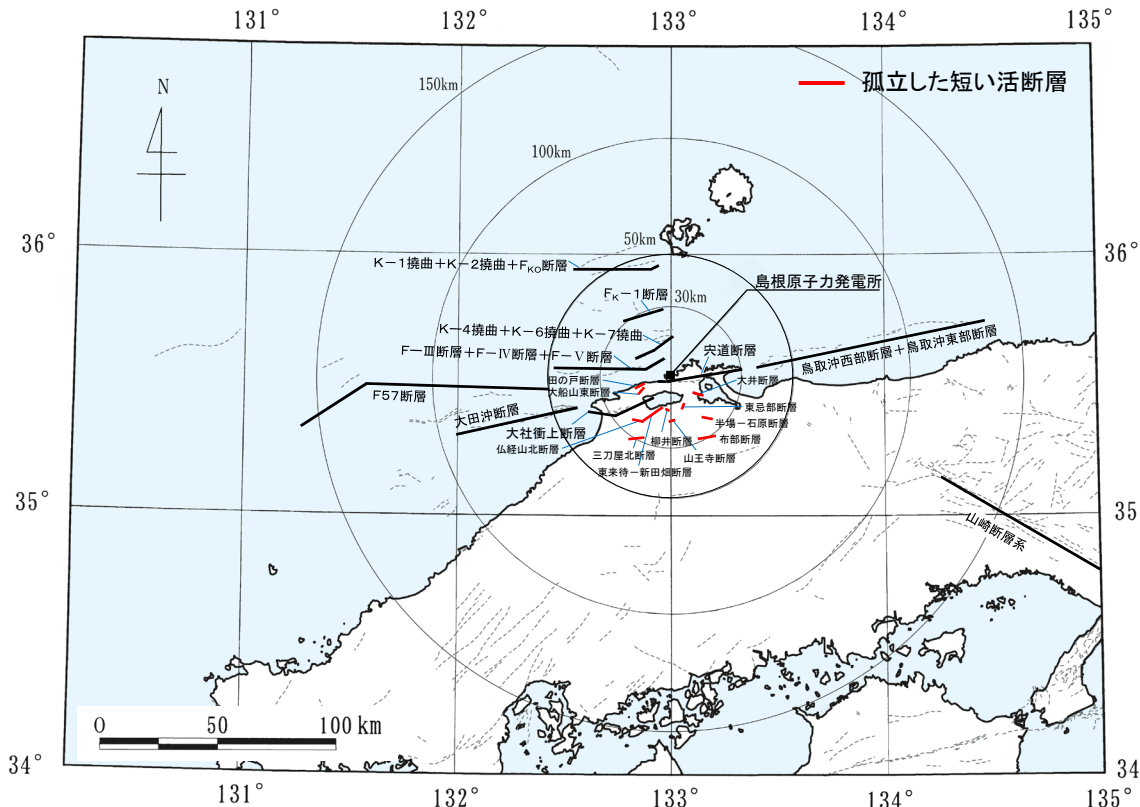 131°
132°
133°
134°
135°
N
150km
孤立した短い活断層
100km
50km
36°
36°
K－1撓曲＋K－2撓曲＋FKO断層
島根原子力発電所
FK－1断層
30km
K－4撓曲＋K－6撓曲＋K－7撓曲
鳥取沖西部断層＋鳥取沖東部断層
F－Ⅲ断層＋F－Ⅳ断層＋F－Ⅴ断層
宍道断層
田の戸断層
大井断層
大船山東断層
F57断層
東忌部断層
大田沖断層
半場－石原断層
大社衝上断層
柳井断層
布部断層
仏経山北断層
三刀屋北断層
山王寺断層
東来待－新田畑断層
35°
35
山崎断層系
0
50
100 km
34°
34
131°
132°
133°
134°
135°